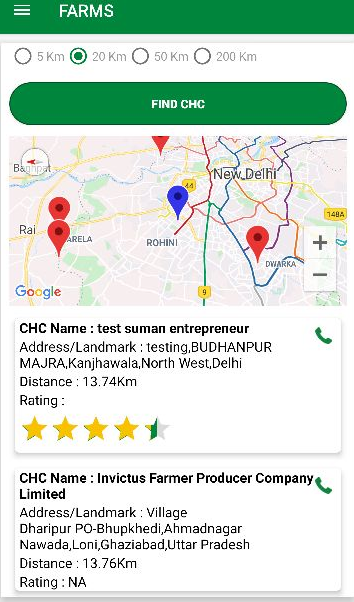 FARMS
5 Km 20 Km 50 Km 200 Km
FIND CHC
44
New Delhi
148A
Rai
ARELA
ROHINI
DWARKA
+
−
9
Google
CHC Name : test suman entrepreneur
Address/Landmark : testing,BUDHANPUR
MAJRA,Kanjhawala,North West,Delhi
Distance : 13.74Km
Rating :
CHC Name : Invictus Farmer Producer Company
Limited
Address/Landmark : Village
Dharipur PO-Bhupkhedi,Ahmadnagar
Nawada,Loni,Ghaziabad,Uttar Pradesh
Distance : 13.76Km
Rating : NA